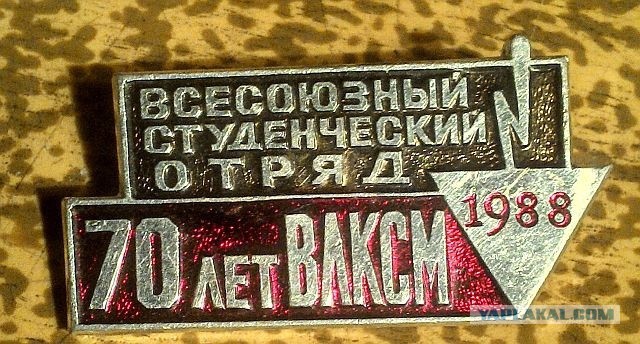 ВСЕСОЮЗНЫЙ
СТУДЕНЧЕСКИЙ
ОТРЯД
70 ЛЕТ ВЛКСМ 1988
YAPLAKAL.COM